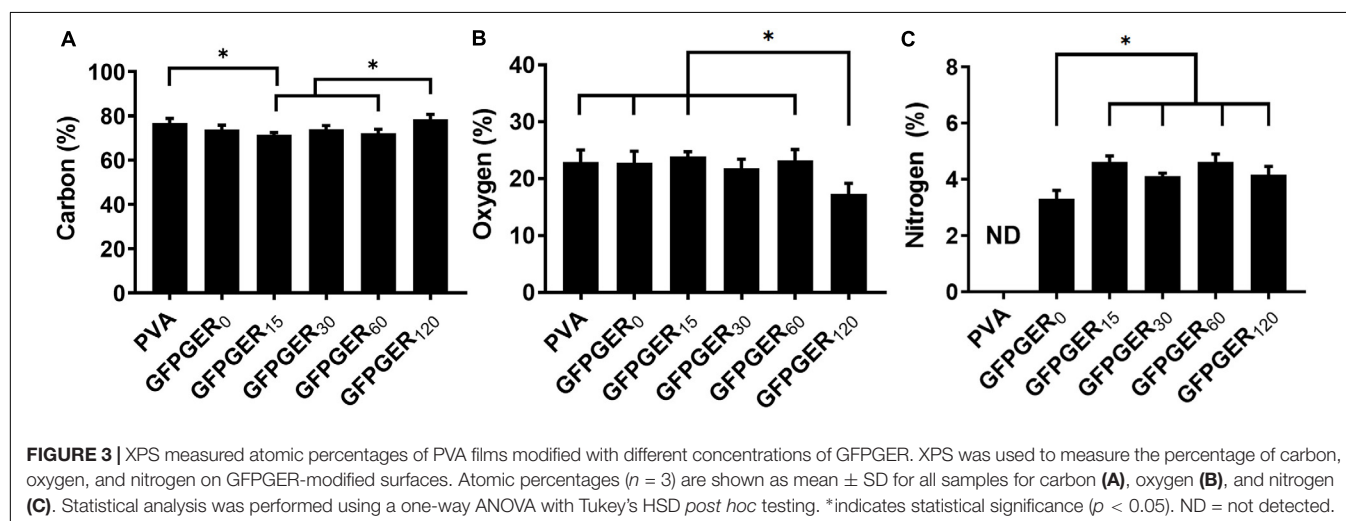 A
*
*
Carbon (%)
100
80
60
40
20
0
PVA
GFPGER₀
GFPGER₁₅
GFPGER₃₀
GFPGER₆₀
GFPGER₁₂₀
B
*
Oxygen (%)
40
30
20
10
0
PVA
GFPGER₀
GFPGER₁₅
GFPGER₃₀
GFPGER₆₀
GFPGER₁₂₀
C
*
Nitrogen (%)
8
6
4
2
0
ND
PVA
GFPGER₀
GFPGER₁₅
GFPGER₃₀
GFPGER₆₀
GFPGER₁₂₀
FIGURE 3 | XPS measured atomic percentages of PVA films modified with different concentrations of GFPGER. XPS was used to measure the percentage of carbon,
oxygen, and nitrogen on GFPGER-modified surfaces. Atomic percentages (n = 3) are shown as mean ± SD for all samples for carbon (A), oxygen (B), and nitrogen
(C). Statistical analysis was performed using a one-way ANOVA with Tukey's HSD post hoc testing. *indicates statistical significance (p < 0.05). ND = not detected.